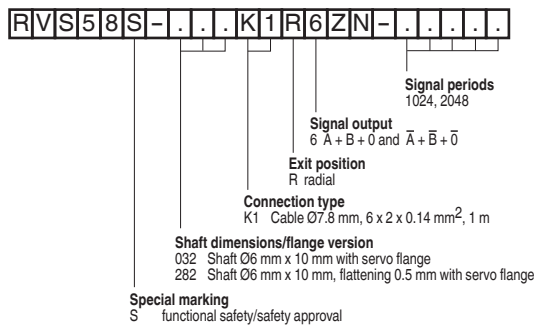 RVS58S-...K1R6ZN-.....
Signal periods
1024, 2048
Signal output
6 A + B + 0 and A̅ + B̅ + 0̅
Exit position
R radial
Connection type
K1 Cable Ø7.8 mm, 6 x 2 x 0.14 mm², 1 m
Shaft dimensions/flange version
032 Shaft Ø6 mm x 10 mm with servo flange
282 Shaft Ø6 mm x 10 mm, flattening 0.5 mm with servo flange
Special marking
S functional safety/safety approval